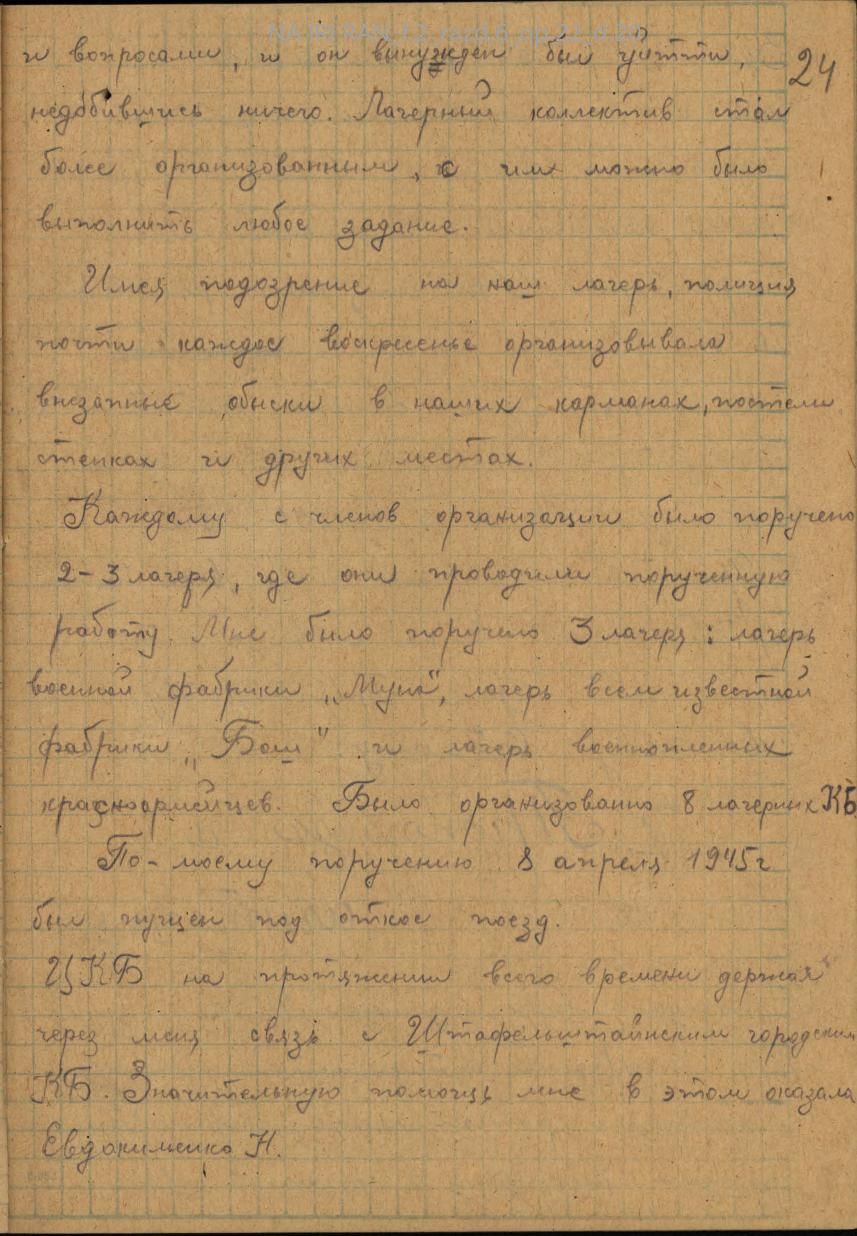 24
и вопросами, и он вынужден был уйтти,
недобившись ничего. Лагерный коллектив стал
более организованным, с чим можно было
выполнить любое задание.
Имея подозрение на наш лагерь, полиция
почти каждое воскресенье организовывала
внезапные обыски в наших карманах, постели
стенках и других местах.
Каждому с членов организации было поручено
2-3 лагеря, где они проводили порученную
работу. Мне было поручено 3 лагеря: лагерь
военной фабрики, лагерь всем известной
фабрики „Бош" и лагерь военнопленных
красноармейцев. Было организованно 8 лагерних КБ
По-моему поручению 8 апреля 1945г
был пущен под откос поезд.
ЦКБ на протяжении всего времени держал
через меня связь с Штафельштайнским городским
КБ. Значительную помощь мне в этом оказала
Евдокименко Н.